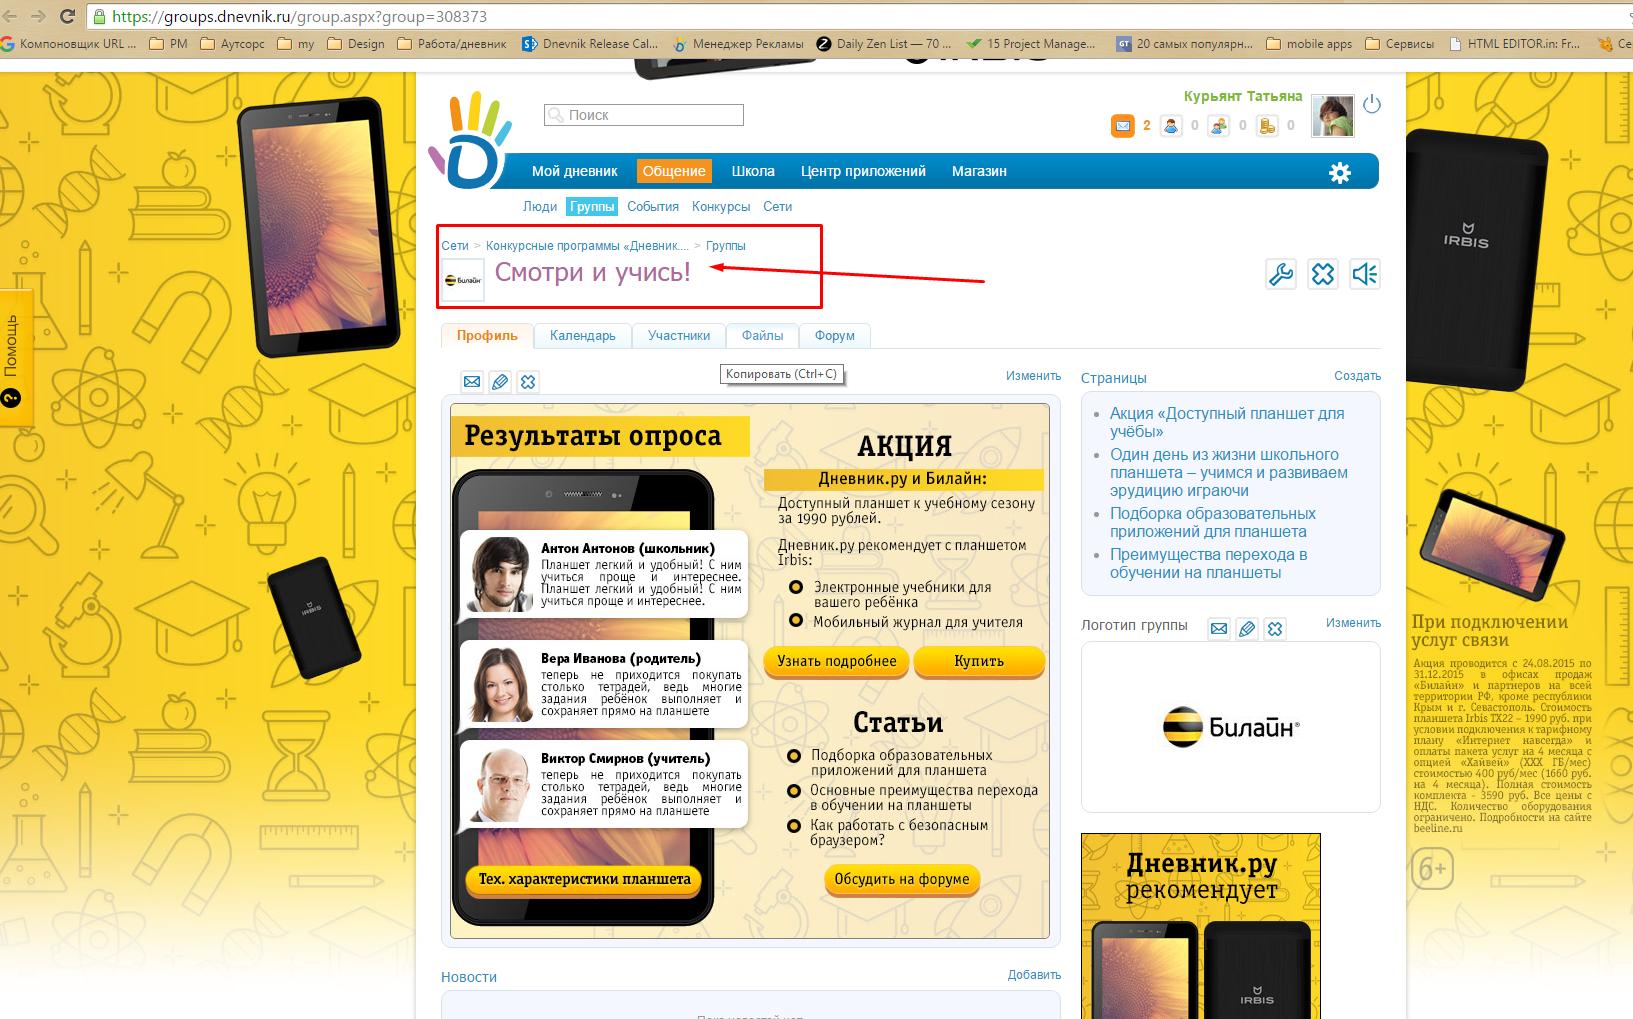 https://groups.dnevnik.ru/group.aspx?group=308373
Компоновщик URL ...
PM
Аутсорс
my
Design
Работа/дневник
Dnevnik Release Cal...
Менеджер Рекламы
Daily Zen List — 70 ...
15 Project Manage...
20 самых популярн...
mobile apps
Сервисы
HTML EDITOR.in: Fr...
Се
Поиск
Курьянт Татьяна
2 0 0 0
Мой дневник Общение Школа Центр приложений Магазин
Люди Группы События Конкурсы Сети
Сети > Конкурсные программы «Дневник.... > Группы
Билайн
Смотри и учись!
Помощь
Профиль Календарь Участники Файлы Форум
Копировать (Ctrl+C)
Изменить
Результаты опроса
Антон Антонов (школьник)
Планшет легкий и удобный! С ним
учиться проще и интереснее.
Планшет легкий и удобный! С ним
учиться проще и интереснее.
Вера Иванова (родитель)
теперь не приходится покупать
столько тетрадей, ведь многие
задания ребёнок выполняет и
сохраняет прямо на планшете
Виктор Смирнов (учитель)
теперь не приходится покупать
столько тетрадей, ведь многие
задания ребёнок выполняет и
сохраняет прямо на планшете
Тех. характеристики планшета
АКЦИЯ
Дневник.ру и Билайн:
Доступный планшет к учебному сезону
за 1990 рублей.
Дневник.ру рекомендует с планшетом
Irbis:
Электронные учебники для
вашего ребёнка
Мобильный журнал для учителя
Узнать подробнее
Купить
Статьи
Подборка образовательных
приложений для планшета
Основные преимущества перехода
в обучении на планшеты
Как работать с безопасным
браузером?
Обсудить на форуме
Новости
Добавить
Страницы
Создать
Акция «Доступный планшет для
учёбы»
Один день из жизни школьного
планшета – учимся и развиваем
эрудицию играючи
Подборка образовательных
приложений для планшета
Преимущества перехода в
обучении на планшеты
Логотип группы
Изменить
Билайн®
Дневник.ру
рекомендует
IRBIS
IRBIS
IRBIS
При подключении
услуг связи
Акция проводится с 24.08.2015 по
31.12.2015 в офисах продаж
«Билайн» и партнеров на всей
территории РФ, кроме республики
Крым и г. Севастополь. Стоимость
планшета Irbis TX22 – 1990 руб. при
условии подключения к тарифному
плану «Интернет навсегда» и
оплаты пакета услуг на 4 месяца с
опцией «Хайвей» (XXX ГБ/мес)
стоимостью 400 руб/мес (1660 руб.
на 4 месяца). Полная стоимость
комплекта - 3590 руб. Все цены с
НДС. Количество оборудования
ограничено. Подробности на сайте
beeline.ru
6+